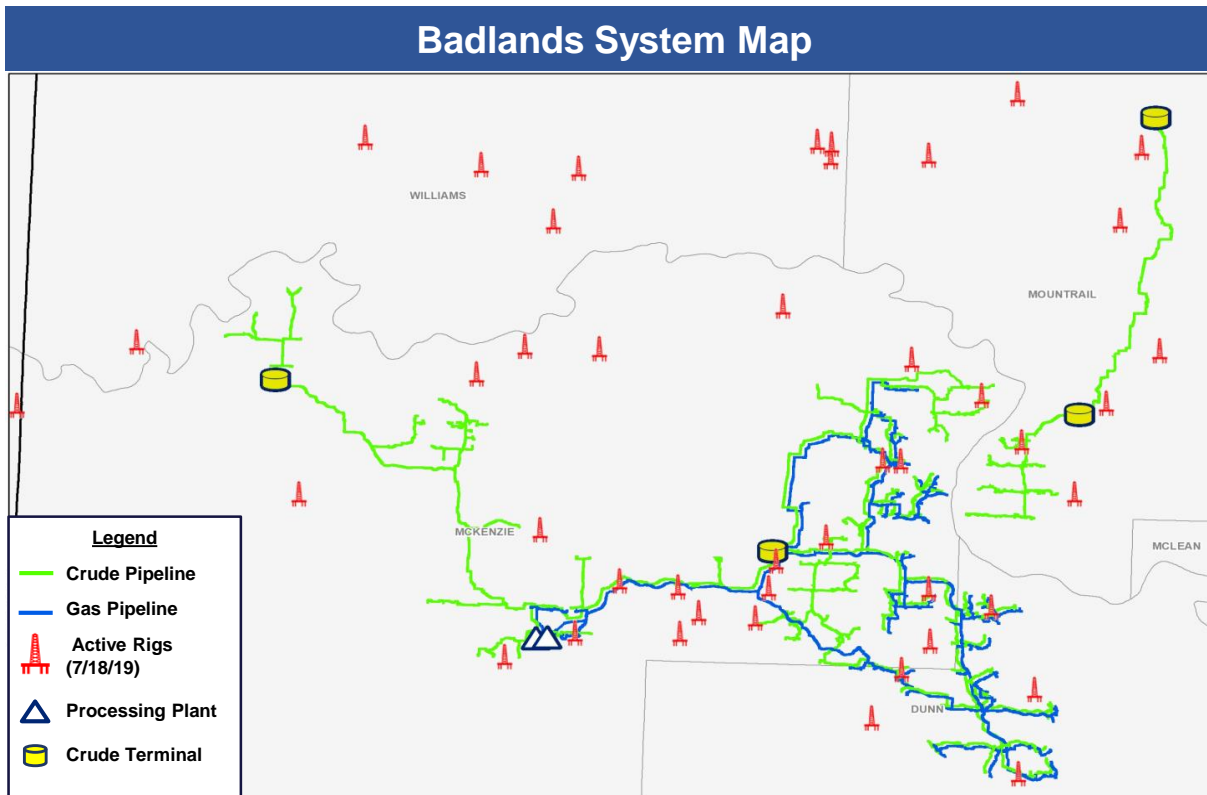 Badlands System Map
WILLIAMS
MOUNTRAIL
MCKENZIE
MCLEAN
DUNN
Legend
Crude Pipeline
Gas Pipeline
Active Rigs
(7/18/19)
Processing Plant
Crude Terminal